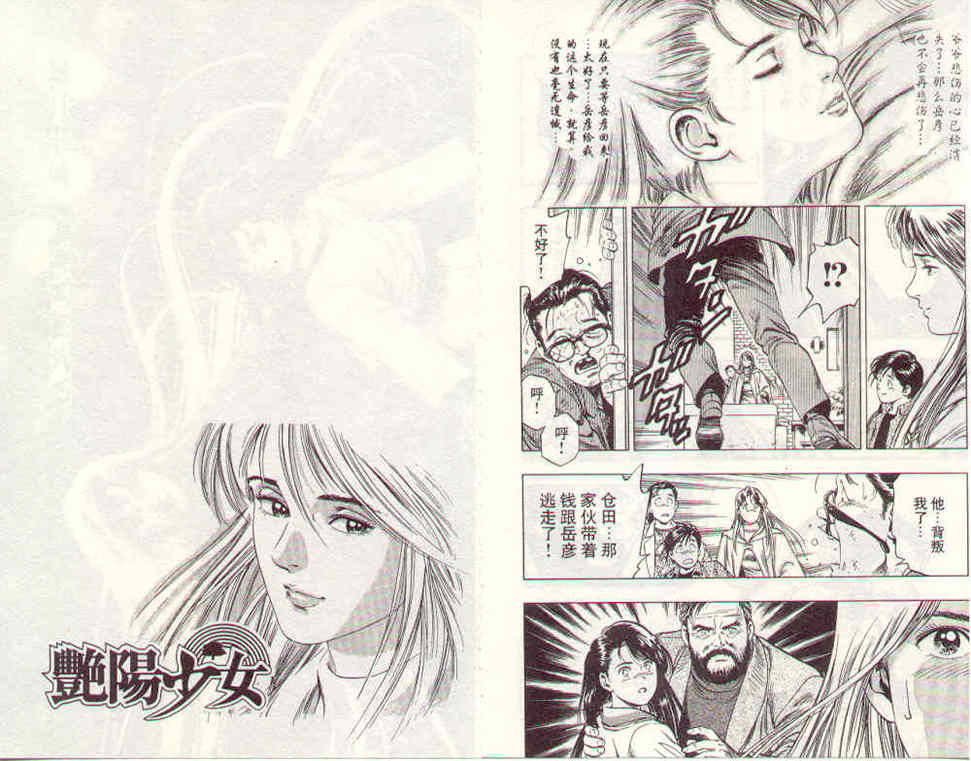 爷爷悲伤的心已经消
失了…那么岳彦
也不会再悲伤了…
现在只要等岳彦回来
…太好了…岳彦给我
的这个生命，就算
没有也毫无遗憾…
!?
ガタ
ガタ
不好了！
呼！
呼！
他…背叛
我了…
仓田…那
家伙带着
钱跟岳彦
逃走了！
艷陽少女